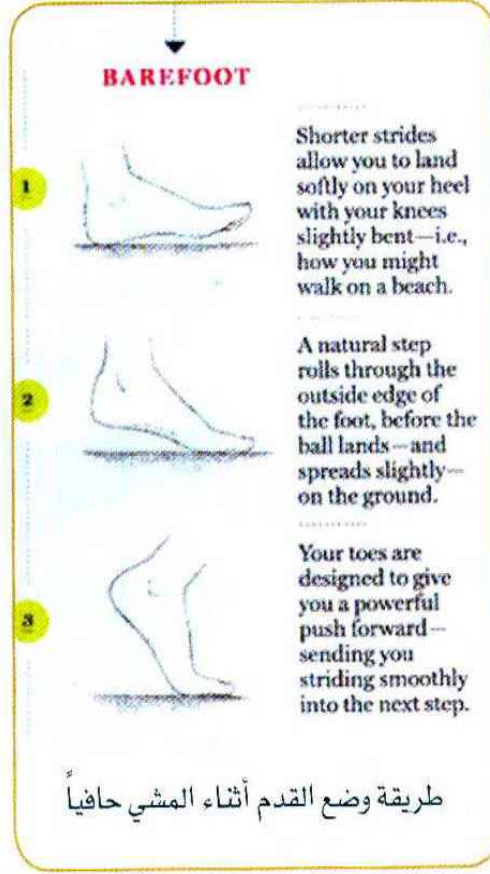 BAREFOOT
1
Shorter strides
allow you to land
softly on your heel
with your knees
slightly bent—i.e.,
how you might
walk on a beach.
2
A natural step
rolls through the
outside edge of
the foot, before the
ball lands—and
spreads slightly—
on the ground.
3
Your toes are
designed to give
you a powerful
push forward—
sending you
striding smoothly
into the next step.
طريقة وضع القدم أثناء المشي حافياً